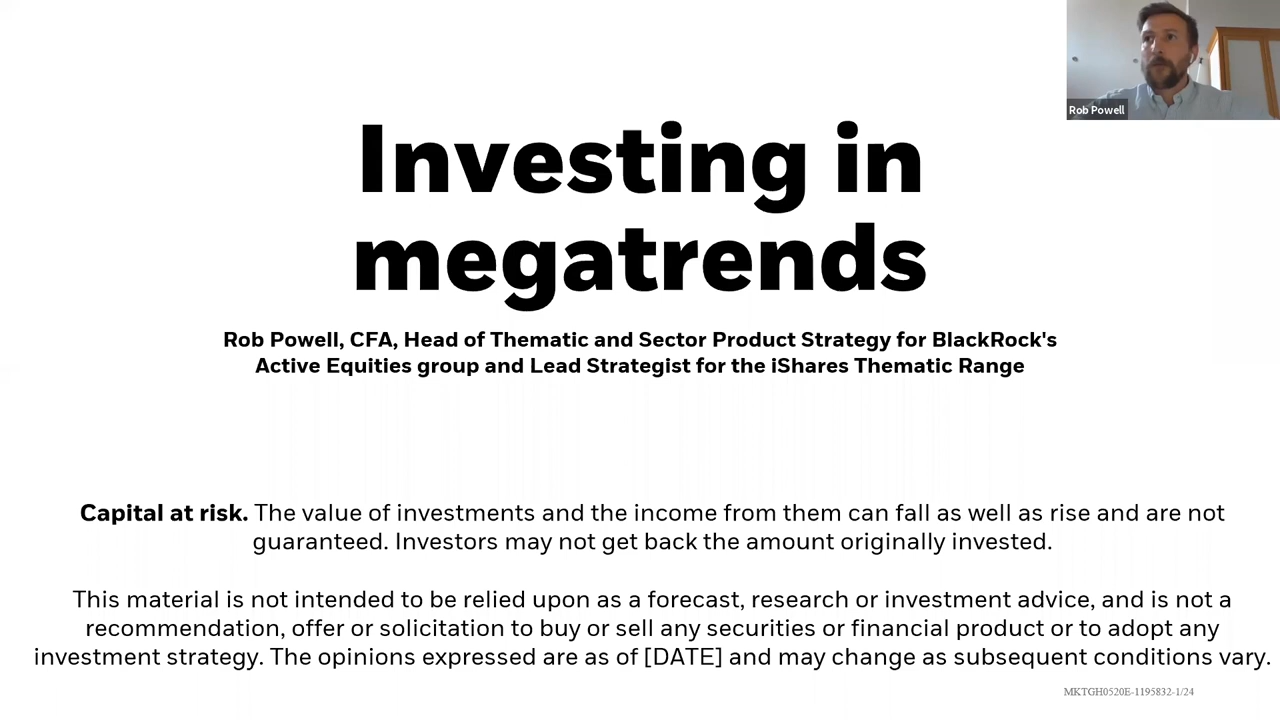 Rob Powell
Investing in
megatrends
Rob Powell, CFA, Head of Thematic and Sector Product Strategy for BlackRock's
Active Equities group and Lead Strategist for the iShares Thematic Range
Capital at risk. The value of investments and the income from them can fall as well as rise and are not
guaranteed. Investors may not get back the amount originally invested.
This material is not intended to be relied upon as a forecast, research or investment advice, and is not a
recommendation, offer or solicitation to buy or sell any securities or financial product or to adopt any
investment strategy. The opinions expressed are as of [DATE] and may change as subsequent conditions vary.
MKTGH0520E-1195832-1/24